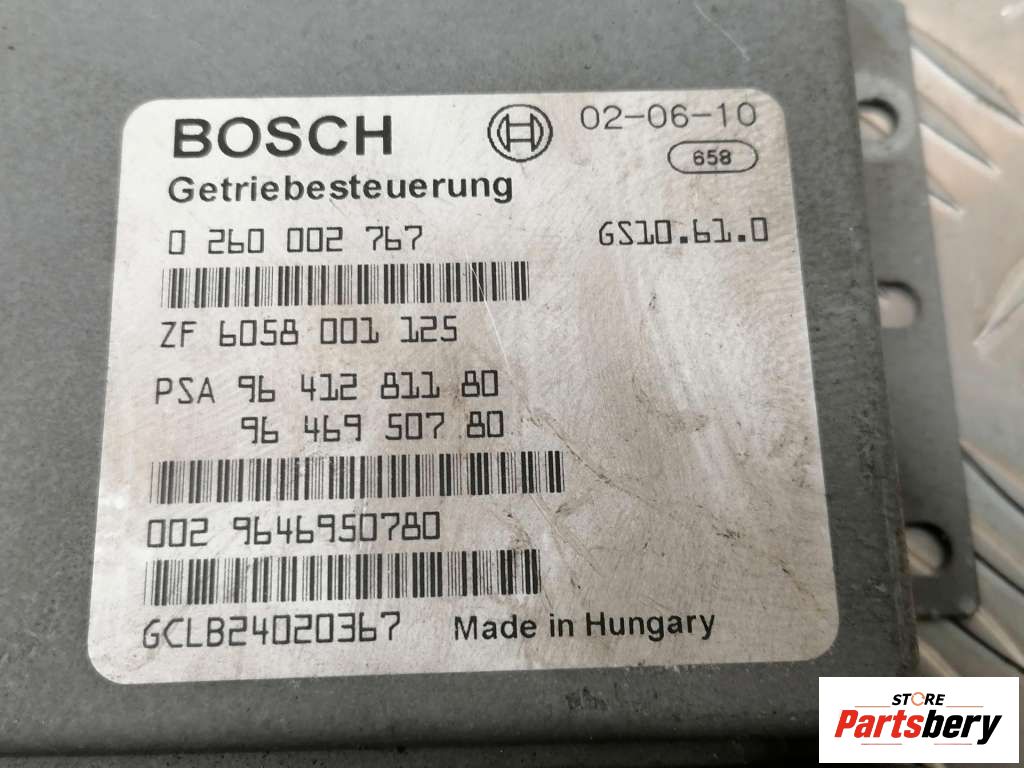 BOSCH 02-06-10
658
Getriebesteuerung
0 260 002 767 GS10.61.0
ZF 6058 001 125
PSA 96 412 811 80
96 469 507 80
002 9646950780
GCLB24020367 Made in Hungary
STORE
Partsbery